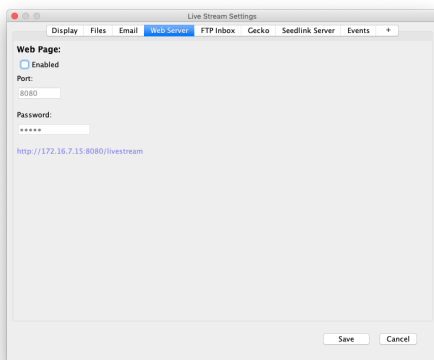 Live Stream Settings
Display Files Email Web Server FTP Inbox Gecko Seedlink Server Events +
Web Page:
Enabled
Port:
8080
Password:
•••••
http://172.16.7.15:8080/livestream
Save Cancel